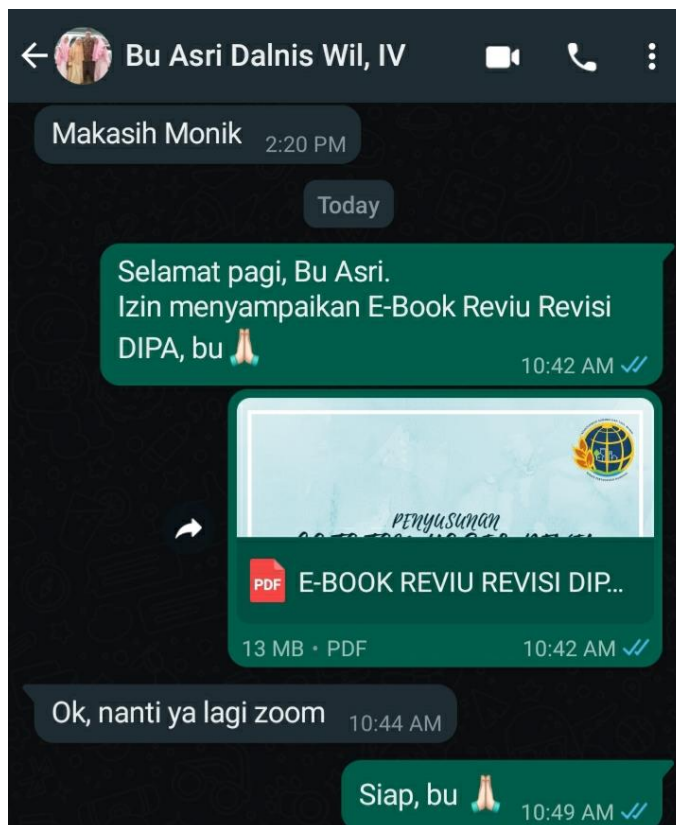 Bu Asri Dalnis Wil, IV
Makasih Monik 2:20 PM
Today
Selamat pagi, Bu Asri.
Izin menyampaikan E-Book Reviu Revisi
DIPA, bu 🙏🏻
10:42 AM
PENYUSUNAN
PDF E-BOOK REVIU REVISI DIP...
13 MB • PDF 10:42 AM
Ok, nanti ya lagi zoom 10:44 AM
Siap, bu 🙏🏻 10:49 AM